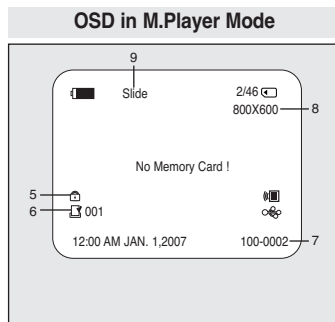 OSD in M.Player Mode
9
Slide 2/46
800X600 8
No Memory Card !
5
6 001
12:00 AM JAN. 1,2007 100-0002 7